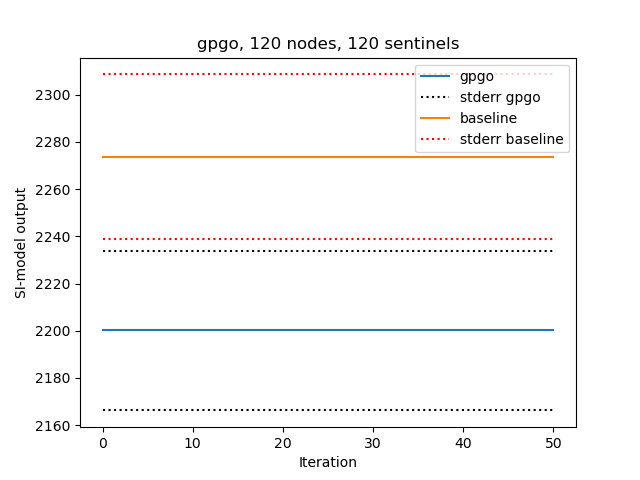 gpgo, 120 nodes, 120 sentinels
gpgo
stderr gpgo
baseline
stderr baseline
SI-model output
2300
2280
2260
2240
2220
2200
2180
2160
0 10 20 30 40 50
Iteration